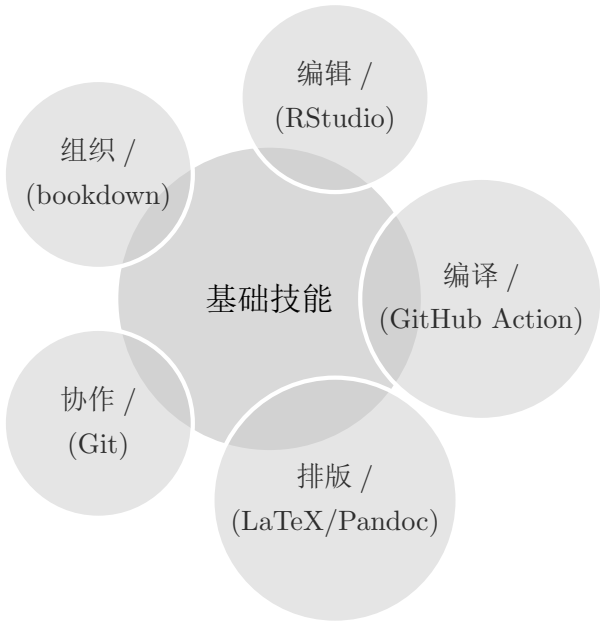 编辑 /
(RStudio)
组织 /
(bookdown)
编译 /
(GitHub Action)
基础技能
协作 /
(Git)
排版 /
(LaTeX/Pandoc)